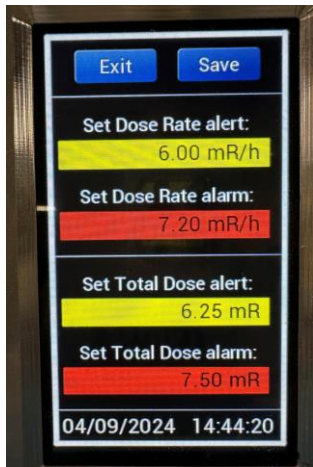 Exit Save
Set Dose Rate alert:
6.00 mR/h
Set Dose Rate alarm:
7.20 mR/h
Set Total Dose alert:
6.25 mR
Set Total Dose alarm:
7.50 mR
04/09/2024 14:44:20